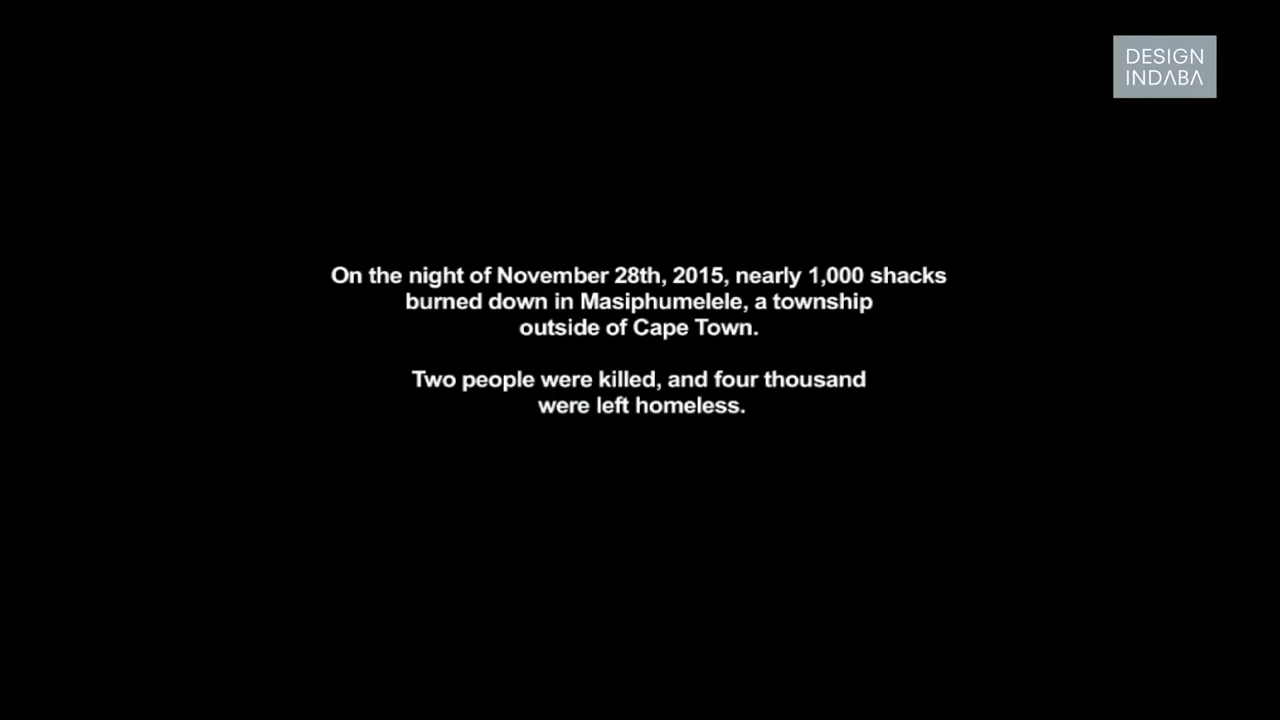 DESIGN
INDABA
On the night of November 28th, 2015, nearly 1,000 shacks
burned down in Masiphumelele, a township
outside of Cape Town.
Two people were killed, and four thousand
were left homeless.